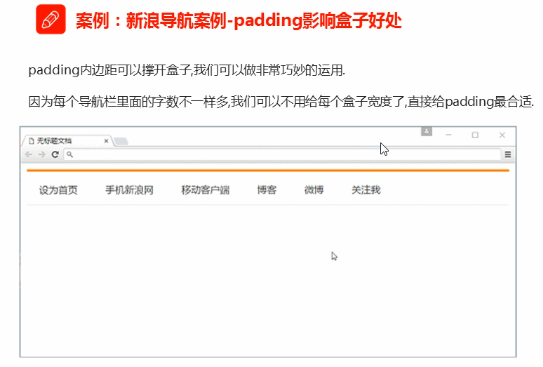 案例：新浪导航案例-padding影响盒子好处
padding内边距可以撑开盒子,我们可以做非常巧妙的运用.
因为每个导航栏里面的字数不一样多,我们可以不用给每个盒子宽度了,直接给padding最合适.
无标题文档
设为首页 手机新浪网 移动客户端 博客 微博 关注我